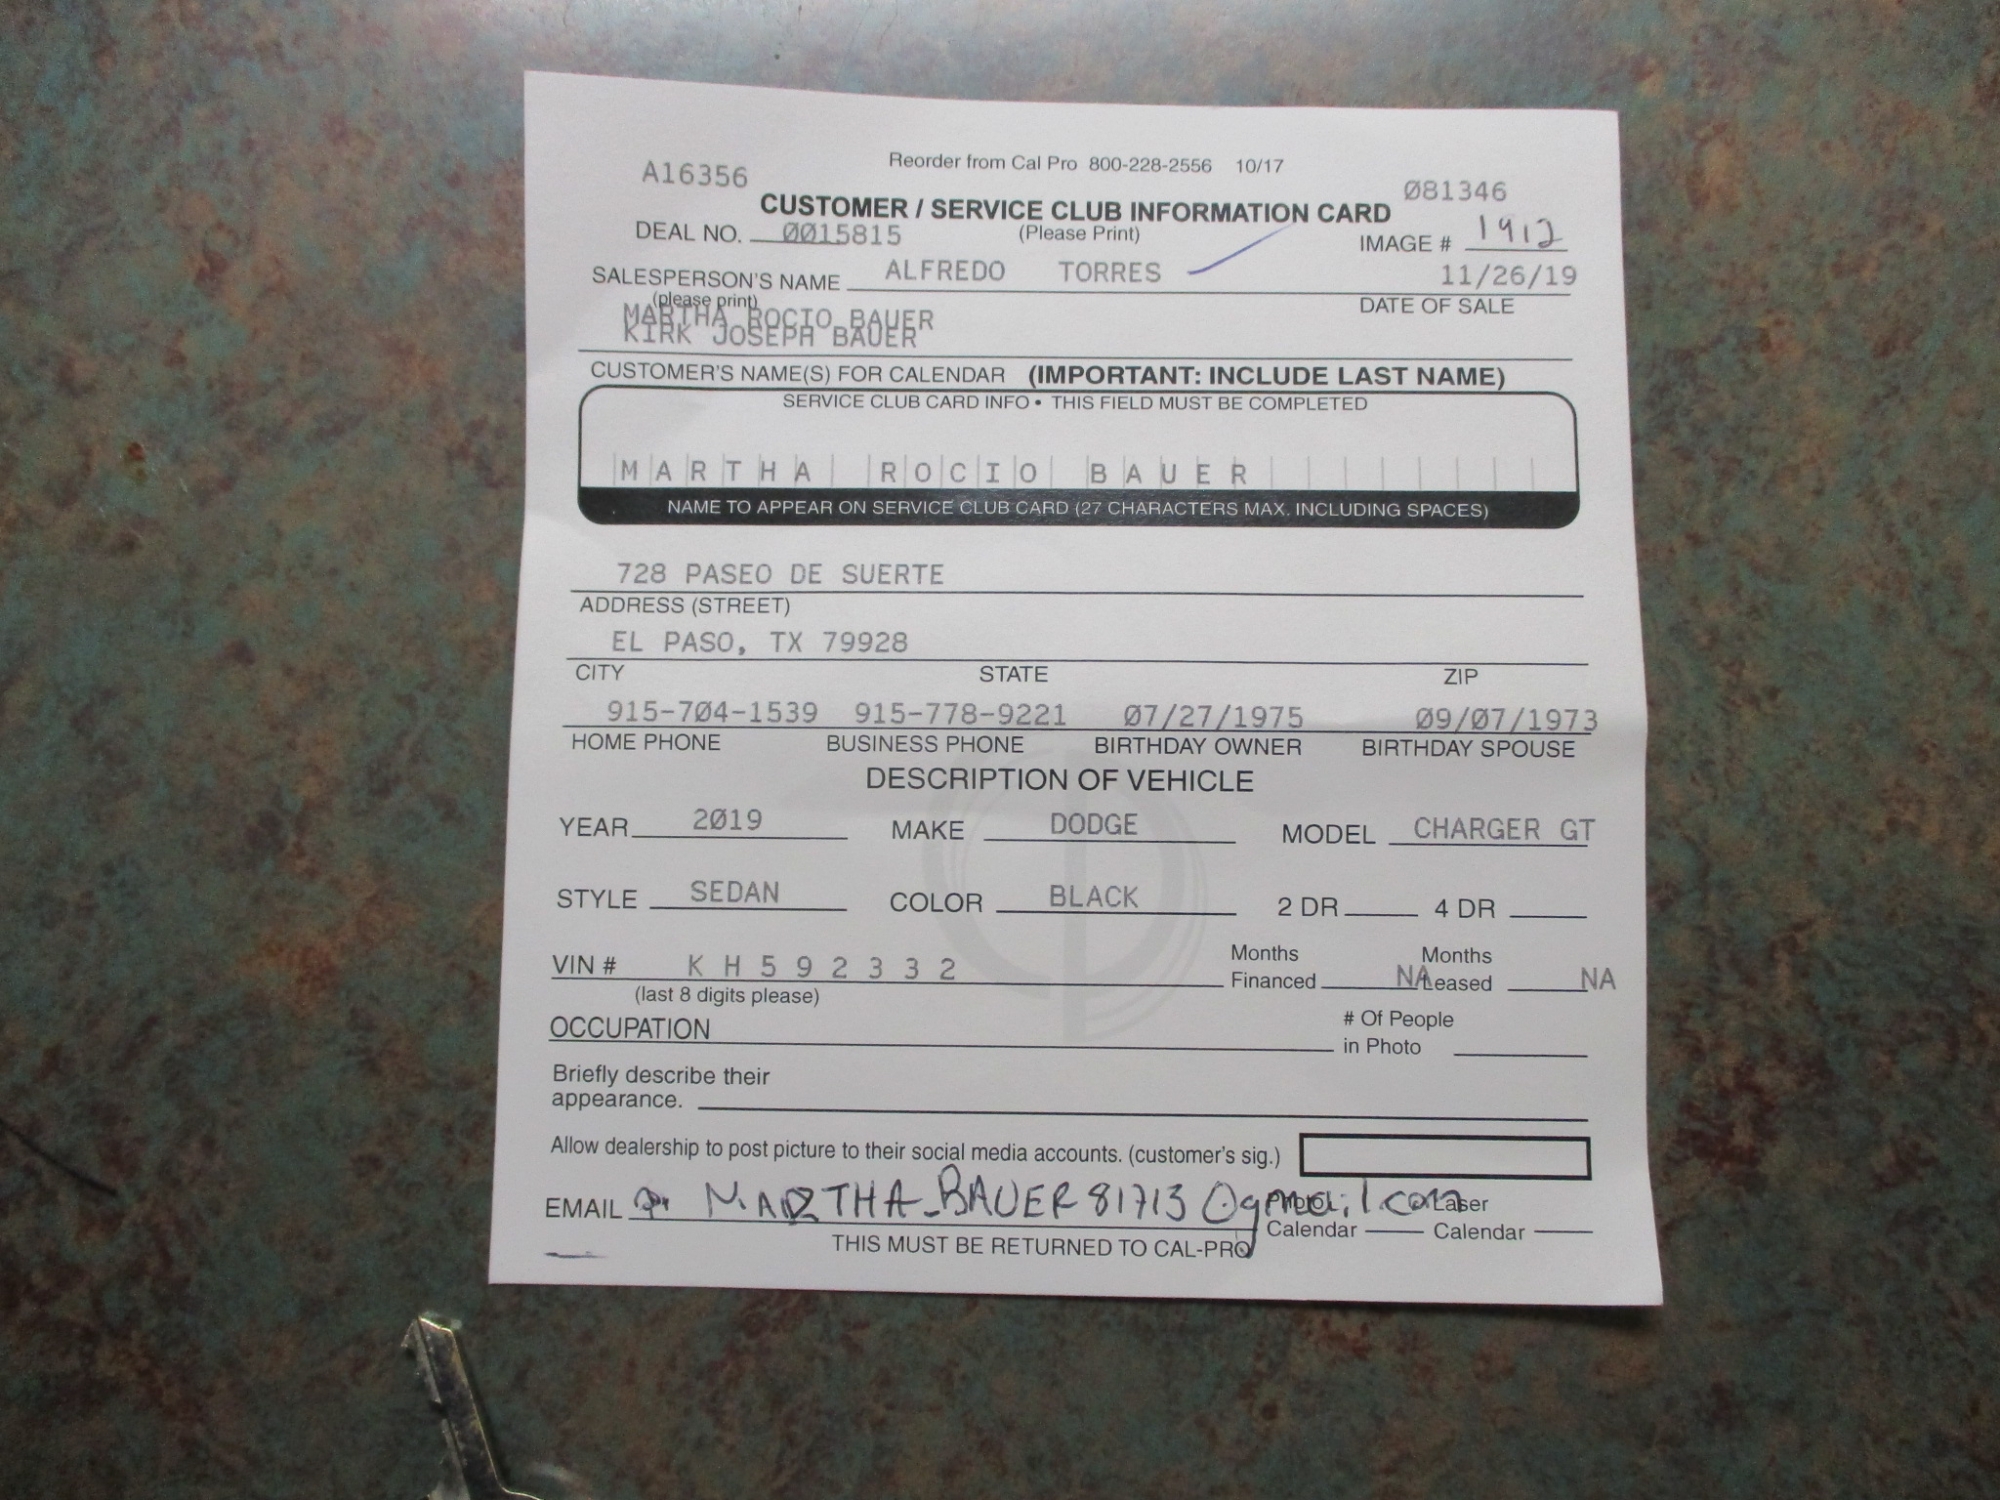 Reorder from Cal Pro 800-228-2556 10/17
A16356 081346
CUSTOMER / SERVICE CLUB INFORMATION CARD
DEAL NO. 0015815 (Please Print) IMAGE # 1912
SALESPERSON'S NAME ALFREDO TORRES 11/26/19
(please print) DATE OF SALE
MARTHA ROCIO BAUER
KIRK JOSEPH BAUER
CUSTOMER'S NAME(S) FOR CALENDAR (IMPORTANT: INCLUDE LAST NAME)
SERVICE CLUB CARD INFO • THIS FIELD MUST BE COMPLETED
MARTHA ROCIO BAUER
NAME TO APPEAR ON SERVICE CLUB CARD (27 CHARACTERS MAX. INCLUDING SPACES)
728 PASEO DE SUERTE
ADDRESS (STREET)
EL PASO, TX 79928
CITY STATE ZIP
915-704-1539 915-778-9221 07/27/1975 09/07/1973
HOME PHONE BUSINESS PHONE BIRTHDAY OWNER BIRTHDAY SPOUSE
DESCRIPTION OF VEHICLE
YEAR 2019 MAKE DODGE MODEL CHARGER GT
STYLE SEDAN COLOR BLACK 2 DR 4 DR
VIN # KH592332 Months Financed NA Months Leased NA
(last 8 digits please)
OCCUPATION # Of People in Photo
Briefly describe their
appearance.
Allow dealership to post picture to their social media accounts. (customer's sig.)
EMAIL MARTHA_BAUER81713@gmail.com Photo Calendar Laser Calendar
THIS MUST BE RETURNED TO CAL-PRO